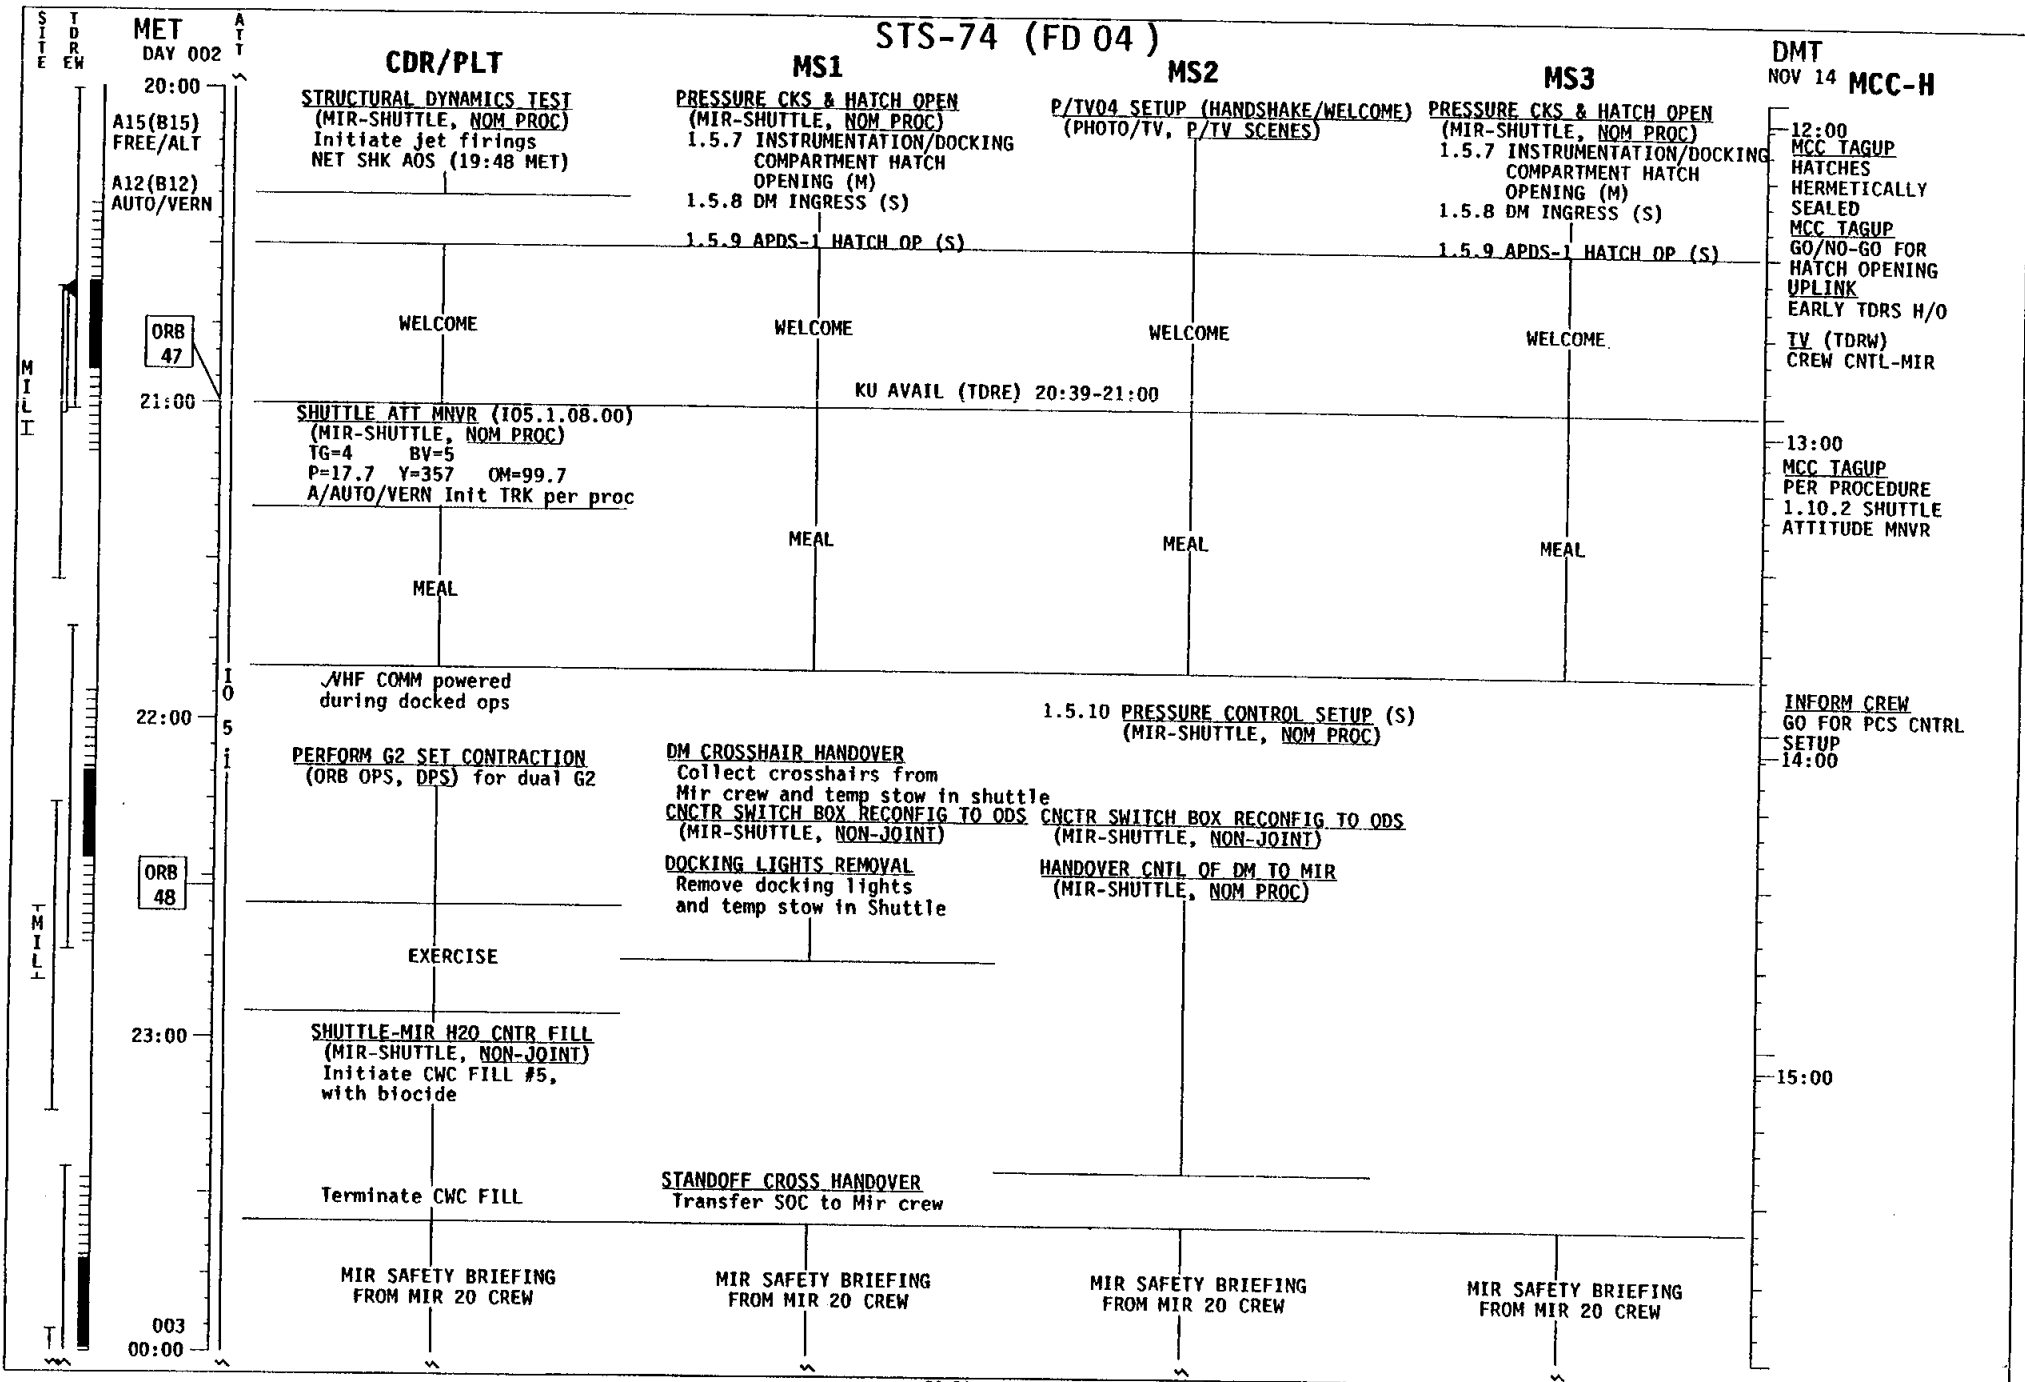 STS-74 (FD 04 )
SITE
TDRS
EW
MET
DAY 002
ATT
CDR/PLT
MS1
MS2
MS3
DMT
NOV 14
MCC-H
20:00
A15(B15)
FREE/ALT
A12(B12)
AUTO/VERN
ORB
47
21:00
MIL
22:00
ORB
48
MIL
23:00
003
00:00
IO
5
i
STRUCTURAL DYNAMICS TEST
(MIR-SHUTTLE, NOM PROC)
Initiate jet firings
NET SHK AOS (19:48 MET)
WELCOME
SHUTTLE ATT MNVR (IO5.1.08.00)
(MIR-SHUTTLE, NOM PROC)
TG=4 BV=5
P=17.7 Y=357 OM=99.7
A/AUTO/VERN Init TRK per proc
MEAL
√VHF COMM powered
during docked ops
PERFORM G2 SET CONTRACTION
(ORB OPS, DPS) for dual G2
EXERCISE
SHUTTLE-MIR H2O CNTR FILL
(MIR-SHUTTLE, NON-JOINT)
Initiate CWC FILL #5,
with biocide
Terminate CWC FILL
MIR SAFETY BRIEFING
FROM MIR 20 CREW
PRESSURE CKS & HATCH OPEN
(MIR-SHUTTLE, NOM PROC)
1.5.7 INSTRUMENTATION/DOCKING
COMPARTMENT HATCH
OPENING (M)
1.5.8 DM INGRESS (S)
1.5.9 APDS-1 HATCH OP (S)
WELCOME
KU AVAIL (TDRE) 20:39-21:00
MEAL
DM CROSSHAIR HANDOVER
Collect crosshairs from
Mir crew and temp stow in shuttle
CNCTR SWITCH BOX RECONFIG TO ODS
(MIR-SHUTTLE, NON-JOINT)
DOCKING LIGHTS REMOVAL
Remove docking lights
and temp stow in Shuttle
STANDOFF CROSS HANDOVER
Transfer SOC to Mir crew
MIR SAFETY BRIEFING
FROM MIR 20 CREW
P/TV04 SETUP (HANDSHAKE/WELCOME)
(PHOTO/TV, P/TV SCENES)
WELCOME
MEAL
1.5.10 PRESSURE CONTROL SETUP (S)
(MIR-SHUTTLE, NOM PROC)
CNCTR SWITCH BOX RECONFIG TO ODS
(MIR-SHUTTLE, NON-JOINT)
HANDOVER CNTL OF DM TO MIR
(MIR-SHUTTLE, NOM PROC)
MIR SAFETY BRIEFING
FROM MIR 20 CREW
PRESSURE CKS & HATCH OPEN
(MIR-SHUTTLE, NOM PROC)
1.5.7 INSTRUMENTATION/DOCKING
COMPARTMENT HATCH
OPENING (M)
1.5.8 DM INGRESS (S)
1.5.9 APDS-1 HATCH OP (S)
WELCOME
MEAL
MIR SAFETY BRIEFING
FROM MIR 20 CREW
12:00
MCC TAGUP
HATCHES
HERMETICALLY
SEALED
MCC TAGUP
GO/NO-GO FOR
HATCH OPENING
UPLINK
EARLY TDRS H/O
TV (TDRW)
CREW CNTL-MIR
13:00
MCC TAGUP
PER PROCEDURE
1.10.2 SHUTTLE
ATTITUDE MNVR
INFORM CREW
GO FOR PCS CNTRL
SETUP
14:00
15:00